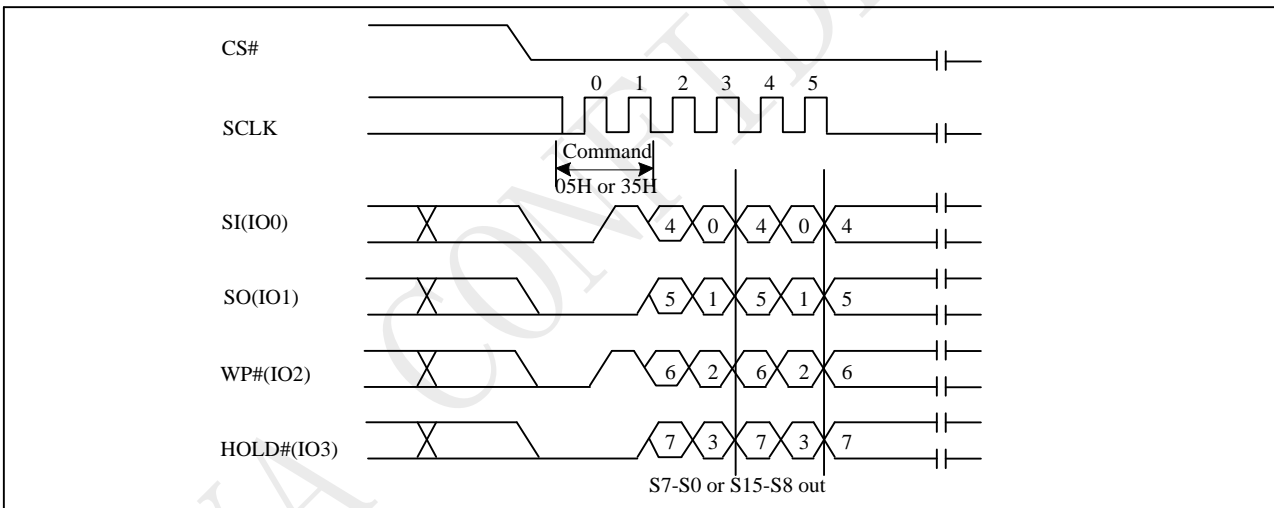 CS#
0 1 2 3 4 5
SCLK
Command
05H or 35H
SI(IO0) 4 0 4 0 4
SO(IO1) 5 1 5 1 5
WP#(IO2) 6 2 6 2 6
HOLD#(IO3) 7 3 7 3 7
S7-S0 or S15-S8 out